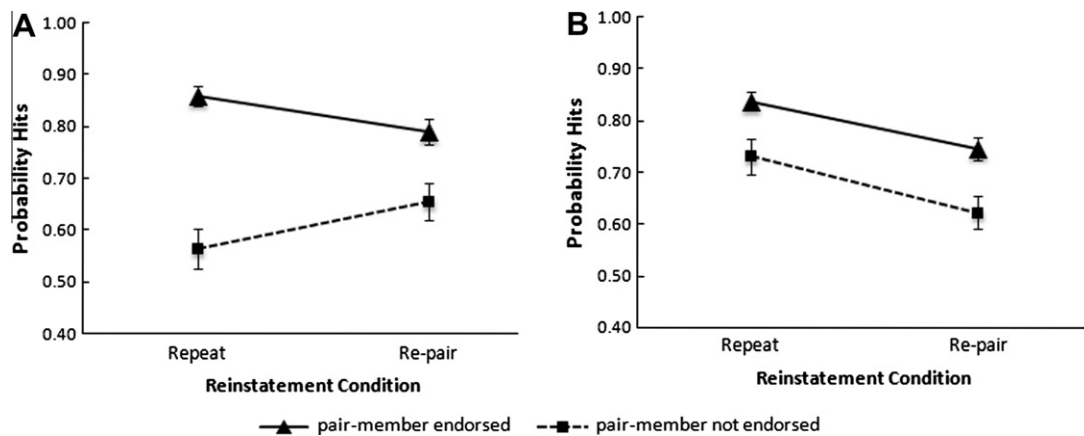 A
Probability Hits
1.00
0.90
0.80
0.70
0.60
0.50
0.40
Repeat Re-pair
Reinstatement Condition
B
Probability Hits
1.00
0.90
0.80
0.70
0.60
0.50
0.40
Repeat Re-pair
Reinstatement Condition
pair-member endorsed pair-member not endorsed